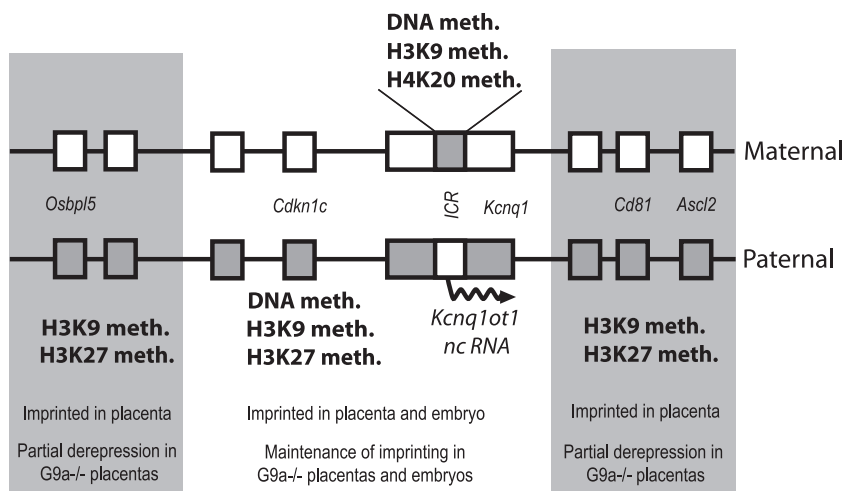 DNA meth.
H3K9 meth.
H4K20 meth.
Maternal
Osbpl5
Cdkn1c
ICR
Kcnq1
Cd81
Ascl2
Paternal
H3K9 meth.
H3K27 meth.
DNA meth.
H3K9 meth.
H3K27 meth.
Kcnq1ot1
nc RNA
H3K9 meth.
H3K27 meth.
Imprinted in placenta
Partial derepression in
G9a-/- placentas
Imprinted in placenta and embryo
Maintenance of imprinting in
G9a-/- placentas and embryos
Imprinted in placenta
Partial derepression in
G9a-/- placentas